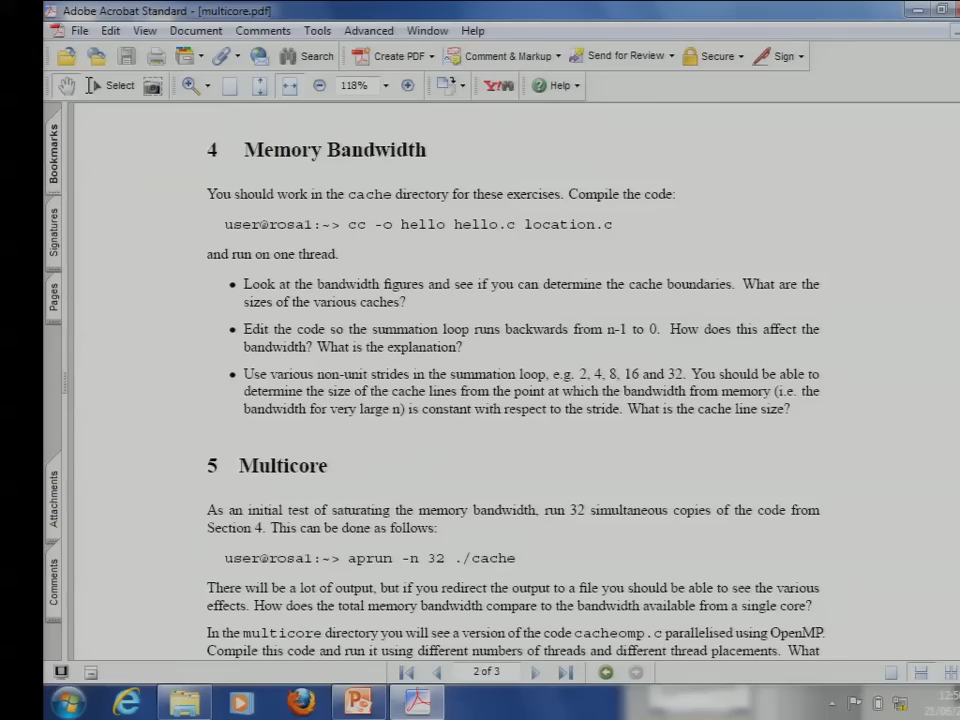 Adobe Acrobat Standard - [multicore.pdf]
File Edit View Document Comments Tools Advanced Window Help
Search Create PDF Comment & Markup Send for Review Secure Sign
Select 118% Help
Bookmarks
Signatures
Pages
Attachments
Comments
4 Memory Bandwidth
You should work in the cache directory for these exercises. Compile the code:
user@rosa1:~> cc -o hello hello.c location.c
and run on one thread.
• Look at the bandwidth figures and see if you can determine the cache boundaries. What are the
sizes of the various caches?
• Edit the code so the summation loop runs backwards from n-1 to 0. How does this affect the
bandwidth? What is the explanation?
• Use various non-unit strides in the summation loop, e.g. 2, 4, 8, 16 and 32. You should be able to
determine the size of the cache lines from the point at which the bandwidth from memory (i.e. the
bandwidth for very large n) is constant with respect to the stride. What is the cache line size?
5 Multicore
As an initial test of saturating the memory bandwidth, run 32 simultaneous copies of the code from
Section 4. This can be done as follows:
user@rosa1:~> aprun -n 32 ./cache
There will be a lot of output, but if you redirect the output to a file you should be able to see the various
effects. How does the total memory bandwidth compare to the bandwidth available from a single core?
In the multicore directory you will see a version of the code cacheomp.c parallelised using OpenMP.
Compile this code and run it using different numbers of threads and different thread placements. What
2 of 3